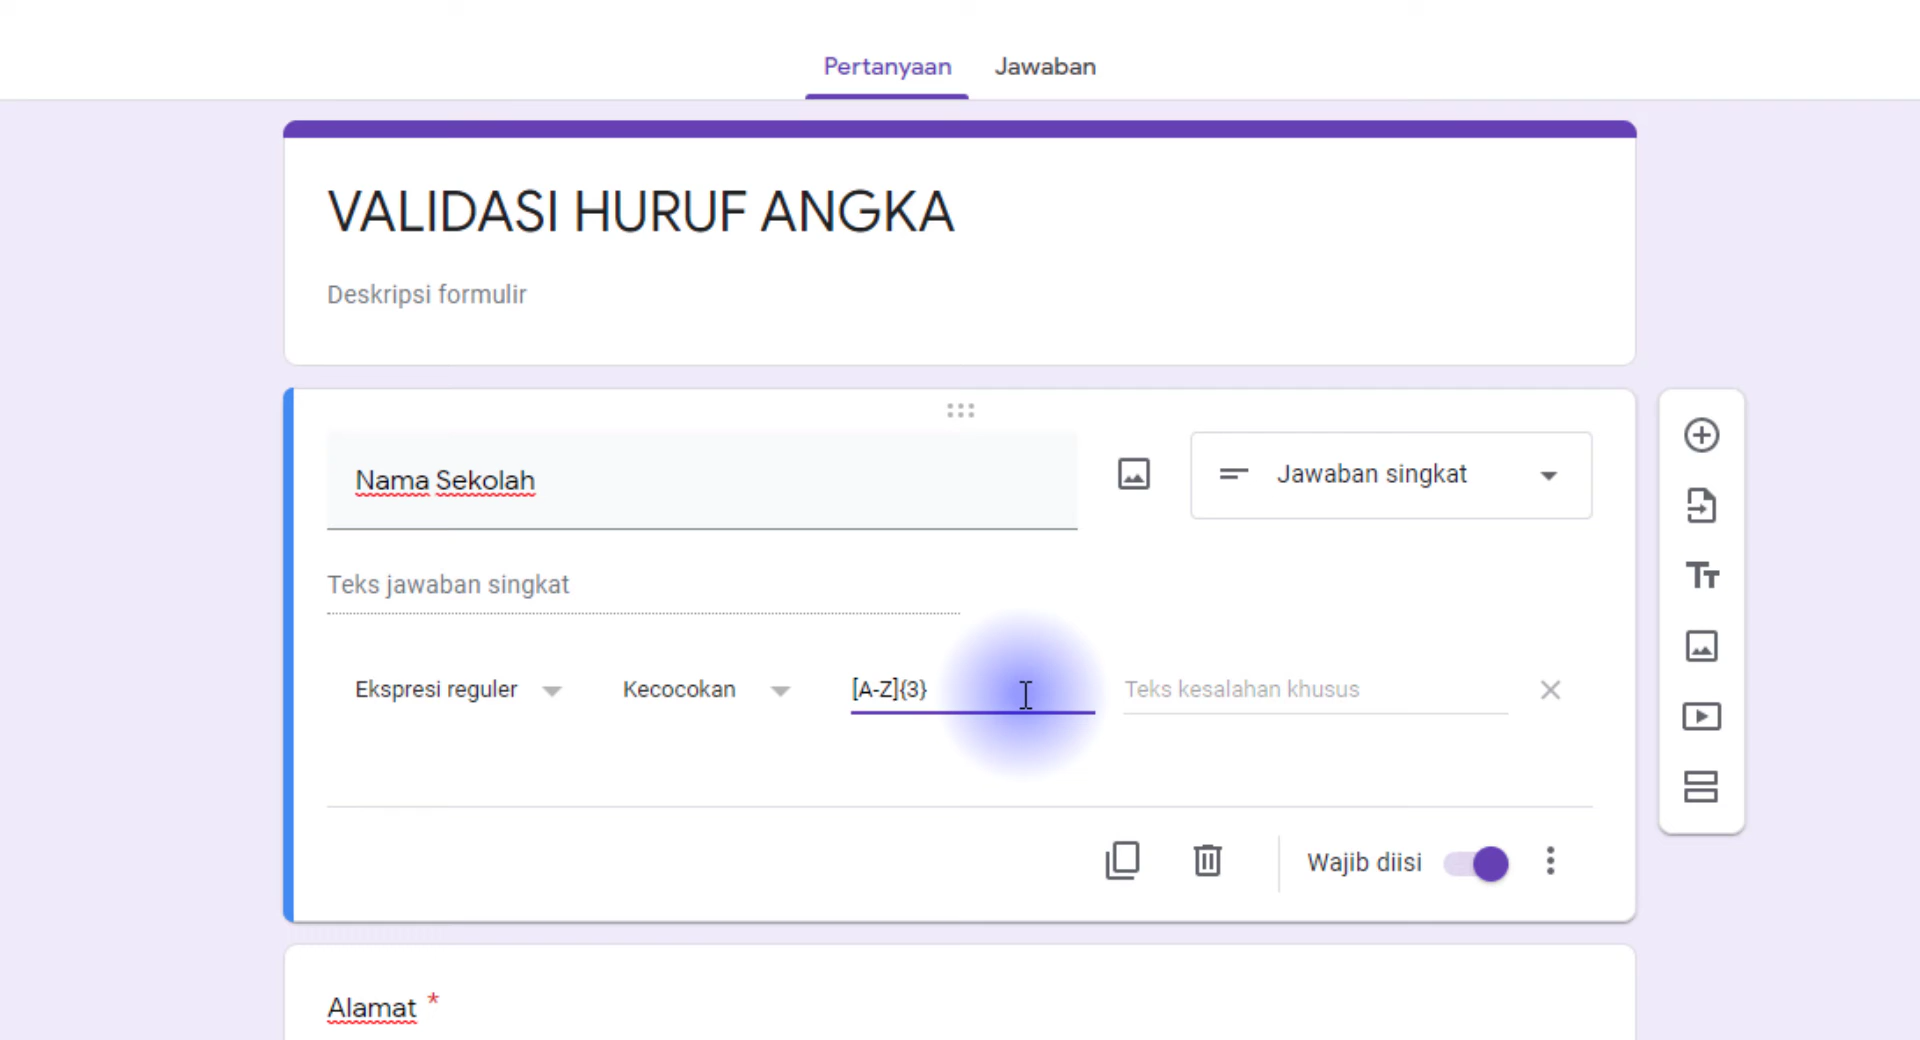 Pertanyaan Jawaban
VALIDASI HURUF ANGKA
Deskripsi formulir
Nama Sekolah
Jawaban singkat
Teks jawaban singkat
Ekspresi reguler Kecocokan [A-Z]{3} Teks kesalahan khusus
Wajib diisi
Alamat *